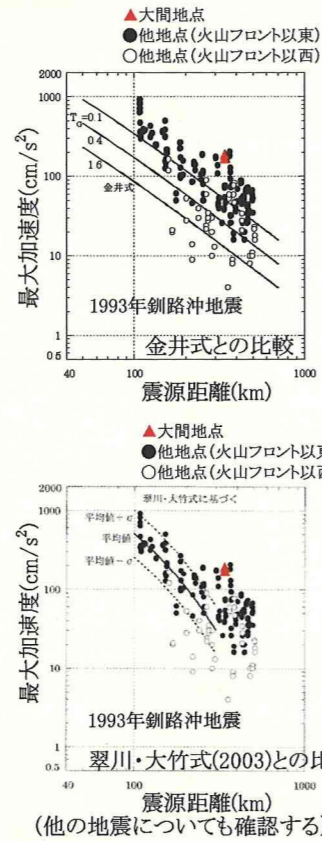 ▲大間地点
●他地点(火山フロント以東)
○他地点(火山フロント以西)
2000
1000
100
10
1
0.5
T_G=0.1
0.4
1.6
金井式
最大加速度(cm/s²)
1993年釧路沖地震
金井式との比較
40
100
1000
震源距離(km)
▲大間地点
●他地点(火山フロント以東
○他地点(火山フロント以西
2000
1000
100
10
1
0.5
翠川・大竹式に基づく
平均値+σ
平均値
平均値-σ
最大加速度(cm/s²)
1993年釧路沖地震
翠川・大竹式(2003)との比
40
100
1000
震源距離(km)
(他の地震についても確認する)